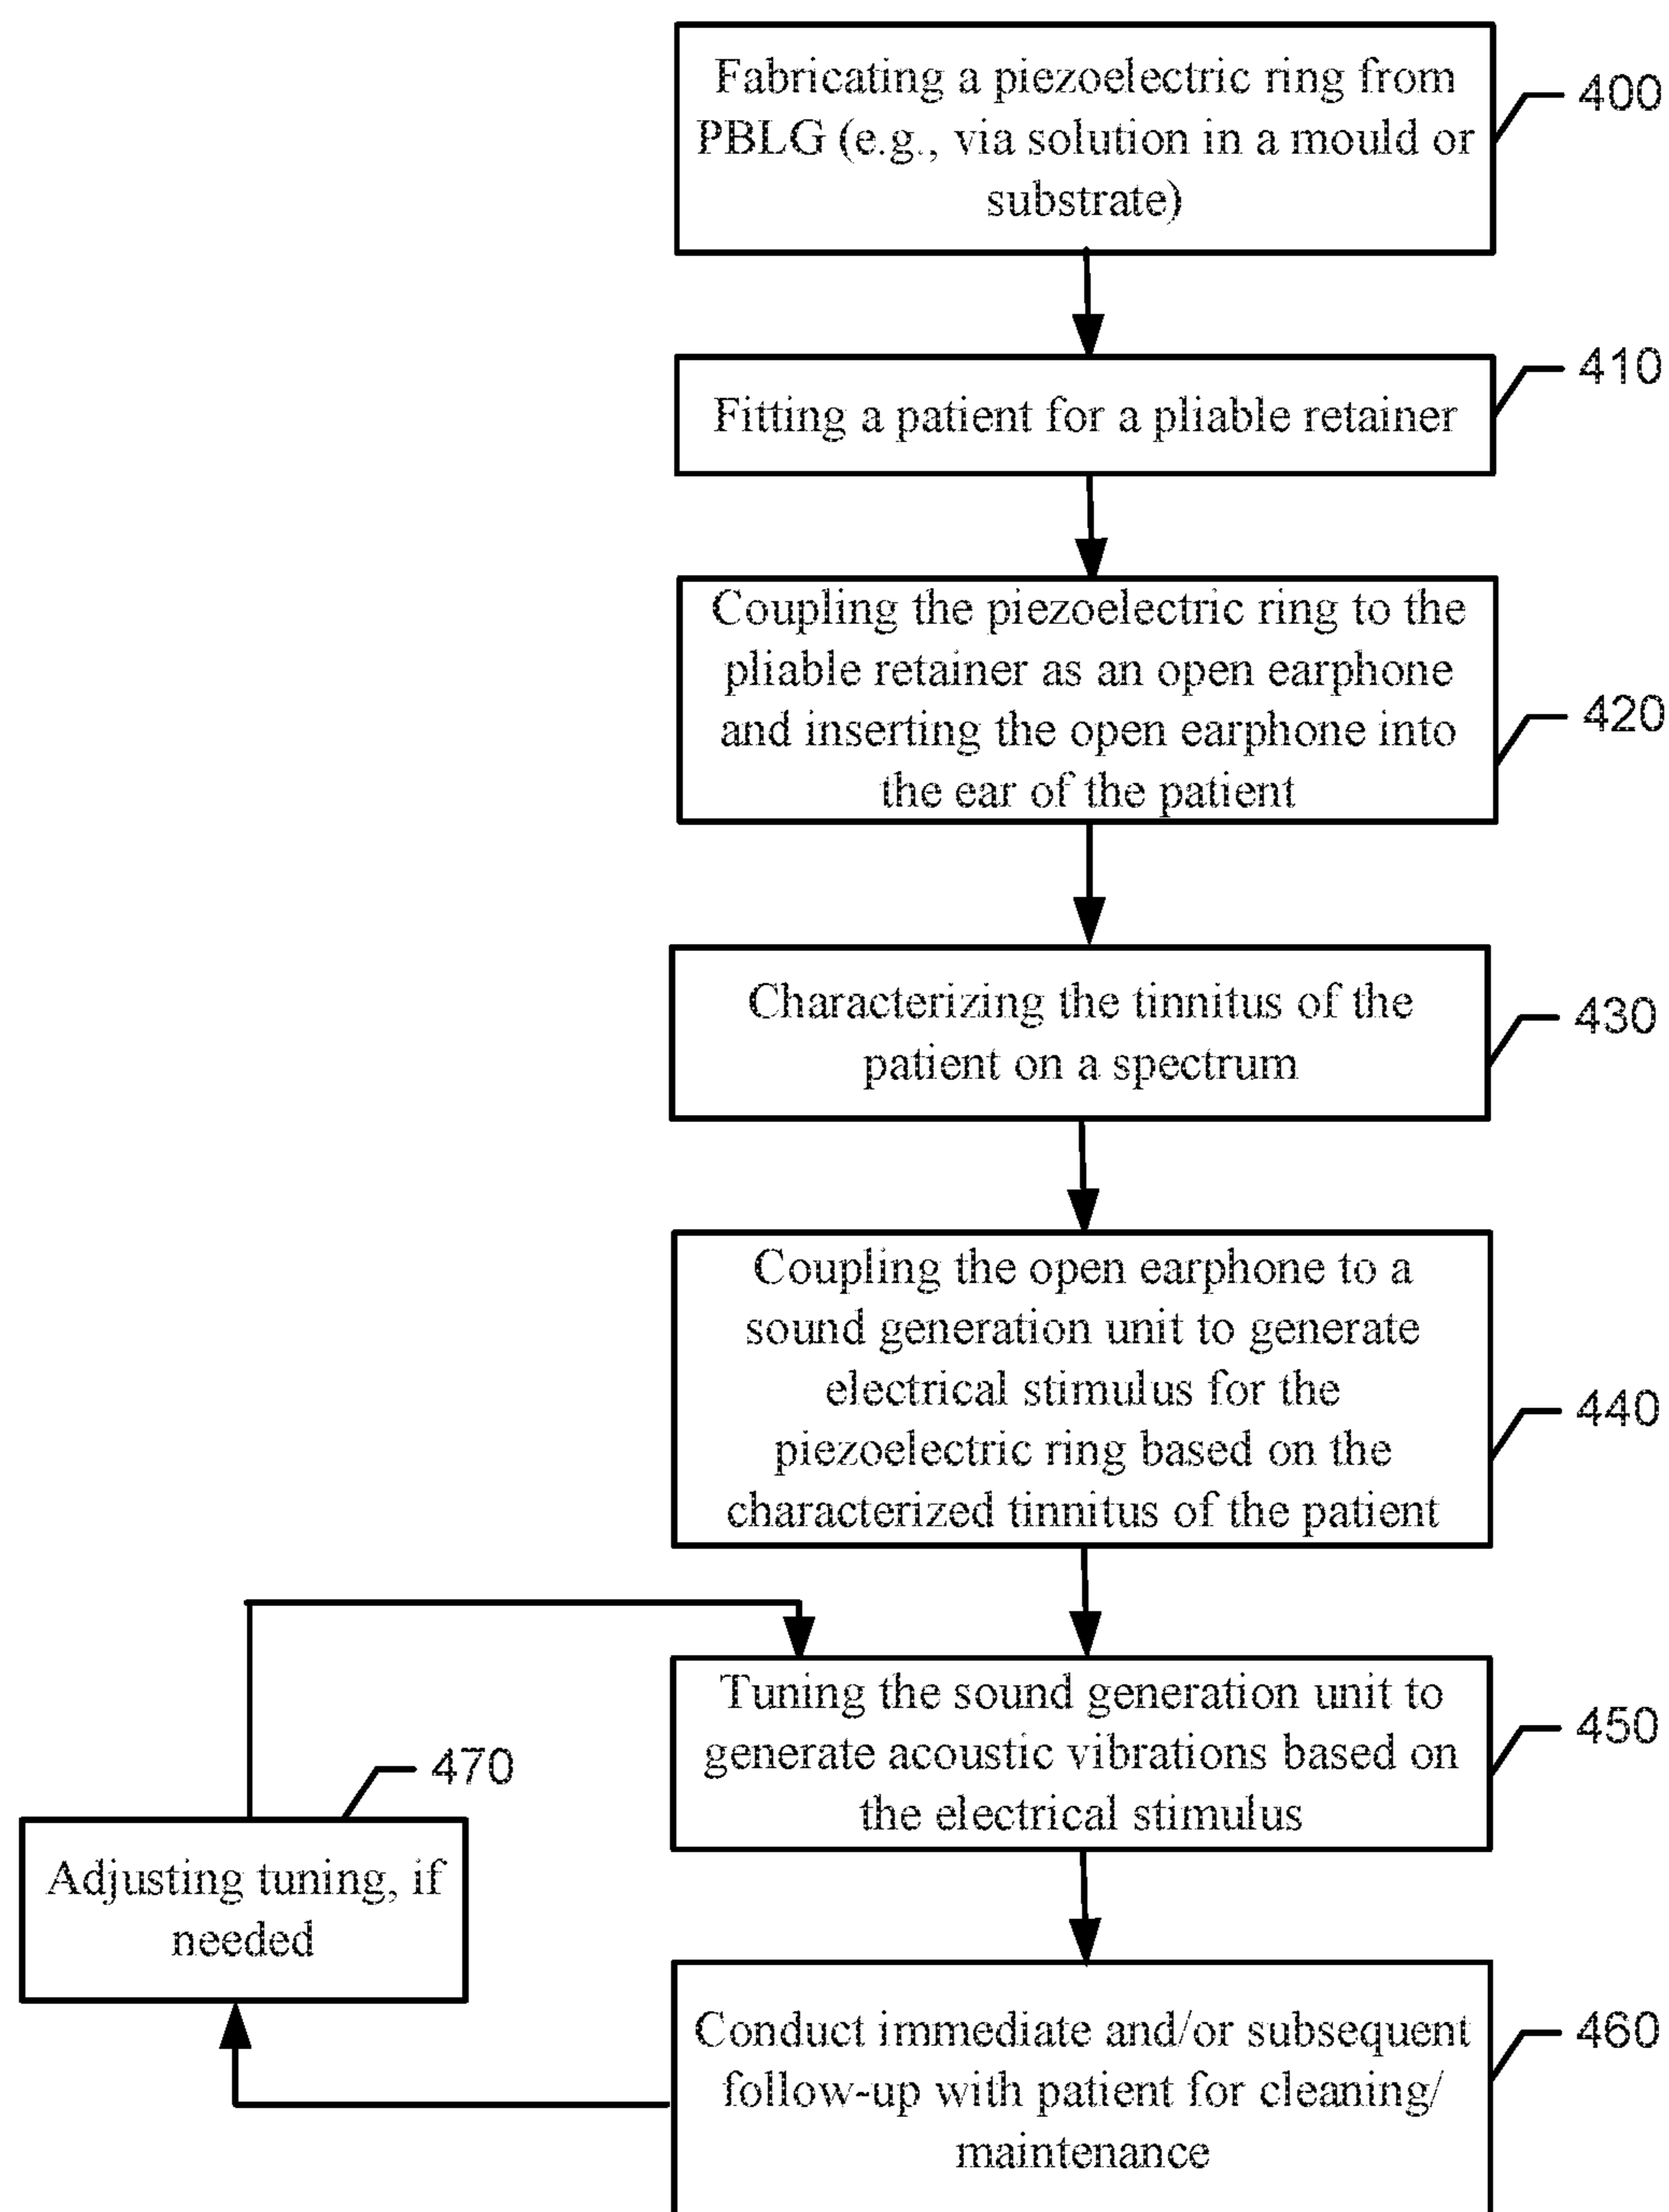 Fabricating a piezoelectric ring from
PBLG (e.g., via solution in a mould or
substrate)
400
Fitting a patient for a pliable retainer
410
Coupling the piezoelectric ring to the
pliable retainer as an open earphone
and inserting the open earphone into
the ear of the patient
420
Characterizing the tinnitus of the
patient on a spectrum
430
Coupling the open earphone to a
sound generation unit to generate
electrical stimulus for the
piezoelectric ring based on the
characterized tinnitus of the patient
440
Tuning the sound generation unit to
generate acoustic vibrations based on
the electrical stimulus
450
470
Adjusting tuning, if
needed
Conduct immediate and/or subsequent
follow-up with patient for cleaning/
maintenance
460